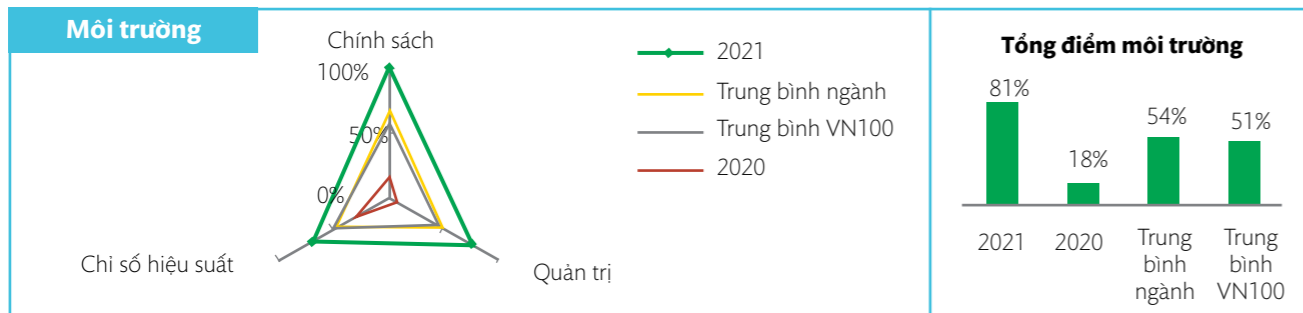 Môi trường
Chính sách
100%
50%
0%
Chỉ số hiệu suất
Quản trị
2021
Trung bình ngành
Trung bình VN100
2020
Tổng điểm môi trường
81%
18%
54%
51%
2021
2020
Trung
bình
ngành
Trung
bình
VN100